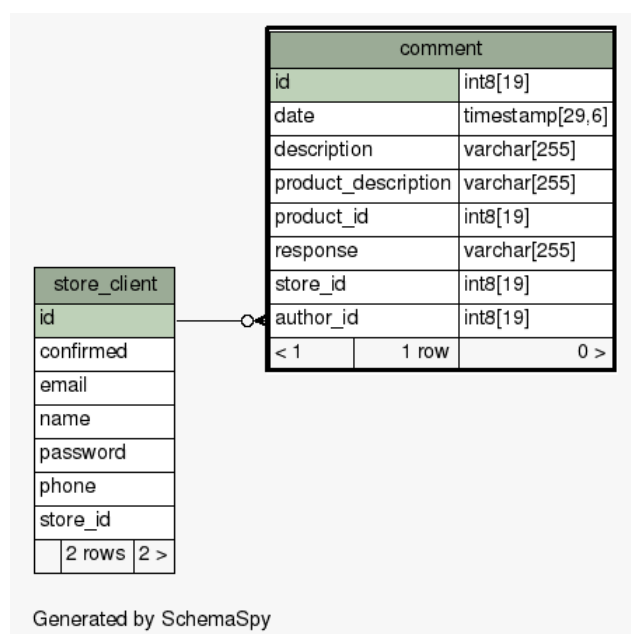 comment
id int8[19]
date timestamp[29,6]
description varchar[255]
product_description varchar[255]
product_id int8[19]
response varchar[255]
store_id int8[19]
author_id int8[19]
< 1 1 row 0 >
store_client
id
confirmed
email
name
password
phone
store_id
2 rows 2 >
Generated by SchemaSpy